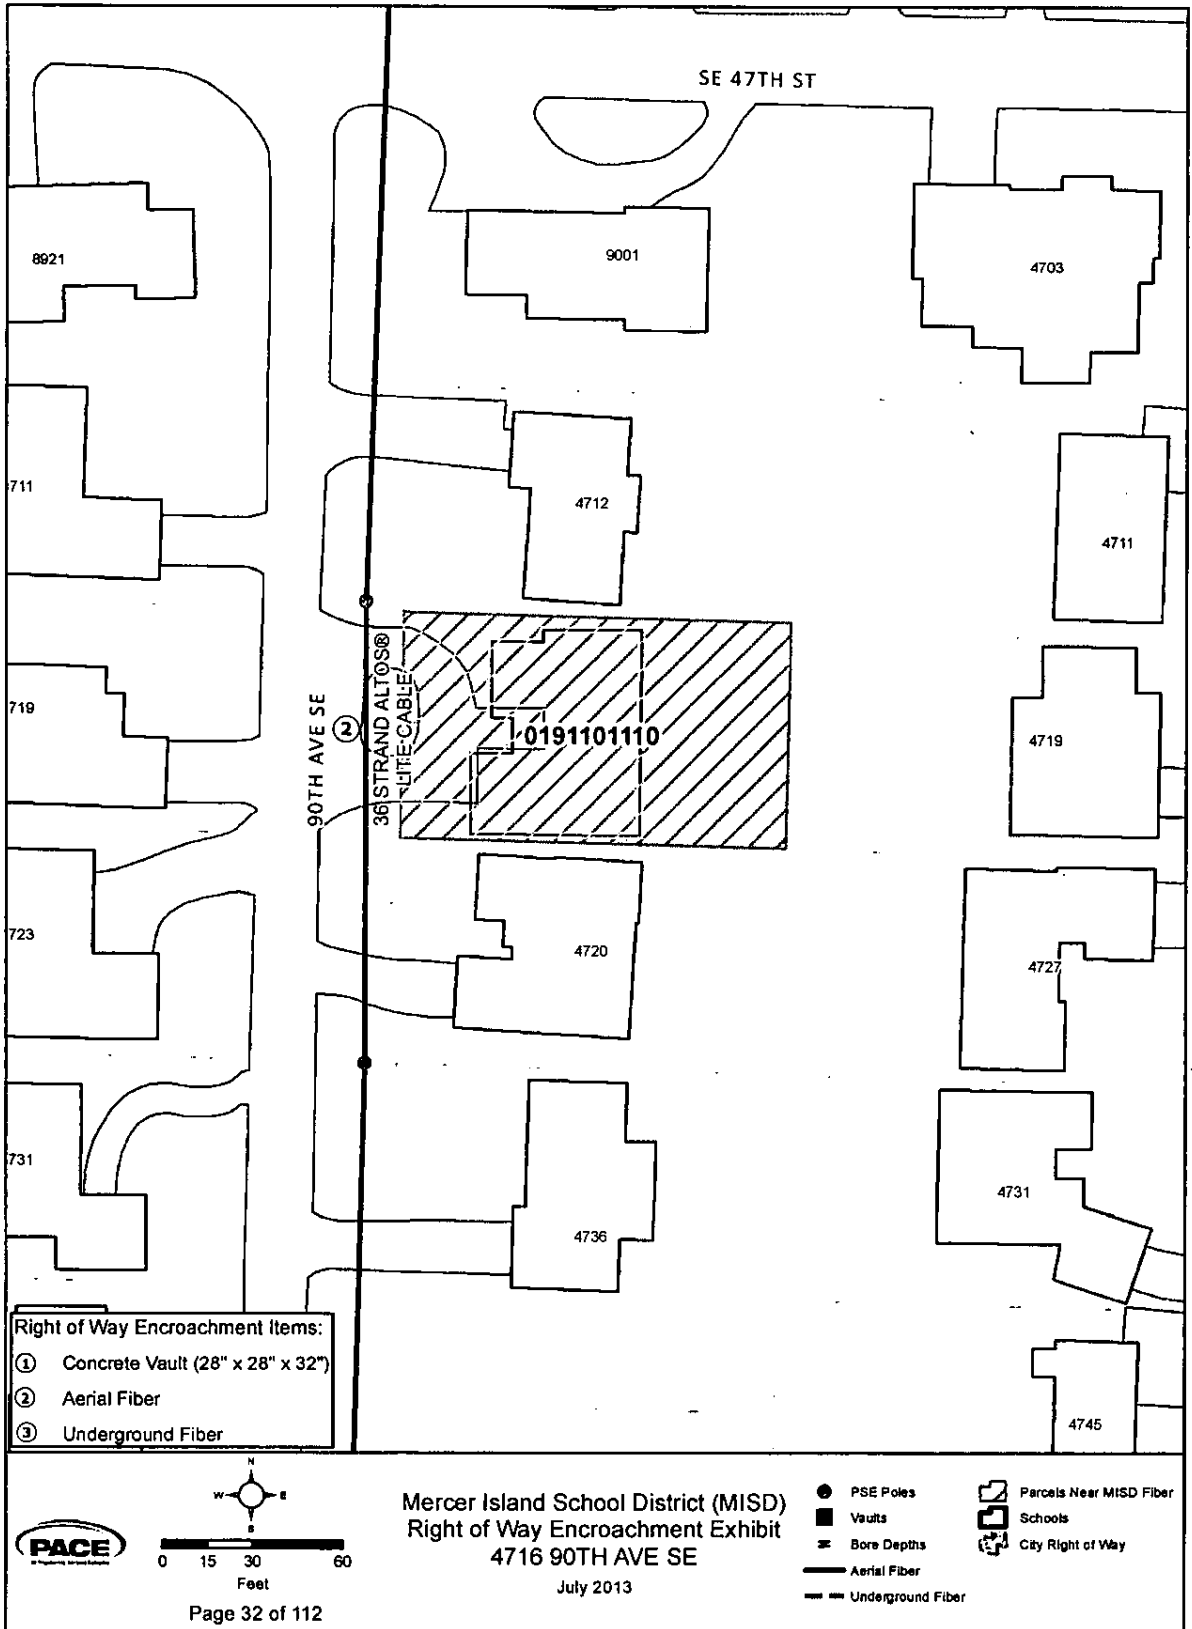 SE 47TH ST
8921
9001
4703
711
4712
4711
90TH AVE SE
②
36 STRAND ALTOS®
LITE CABLE
0191101110
719
4719
723
4720
4727
731
4736
4731
4745
Right of Way Encroachment Items:
① Concrete Vault (28" x 28" x 32")
② Aerial Fiber
③ Underground Fiber
PACE
N
W E
S
0 15 30 60
Feet
Page 32 of 112
Mercer Island School District (MISD)
Right of Way Encroachment Exhibit
4716 90TH AVE SE
July 2013
PSE Poles
Vaults
Bore Depths
Aerial Fiber
Underground Fiber
Parcels Near MISD Fiber
Schools
City Right of Way